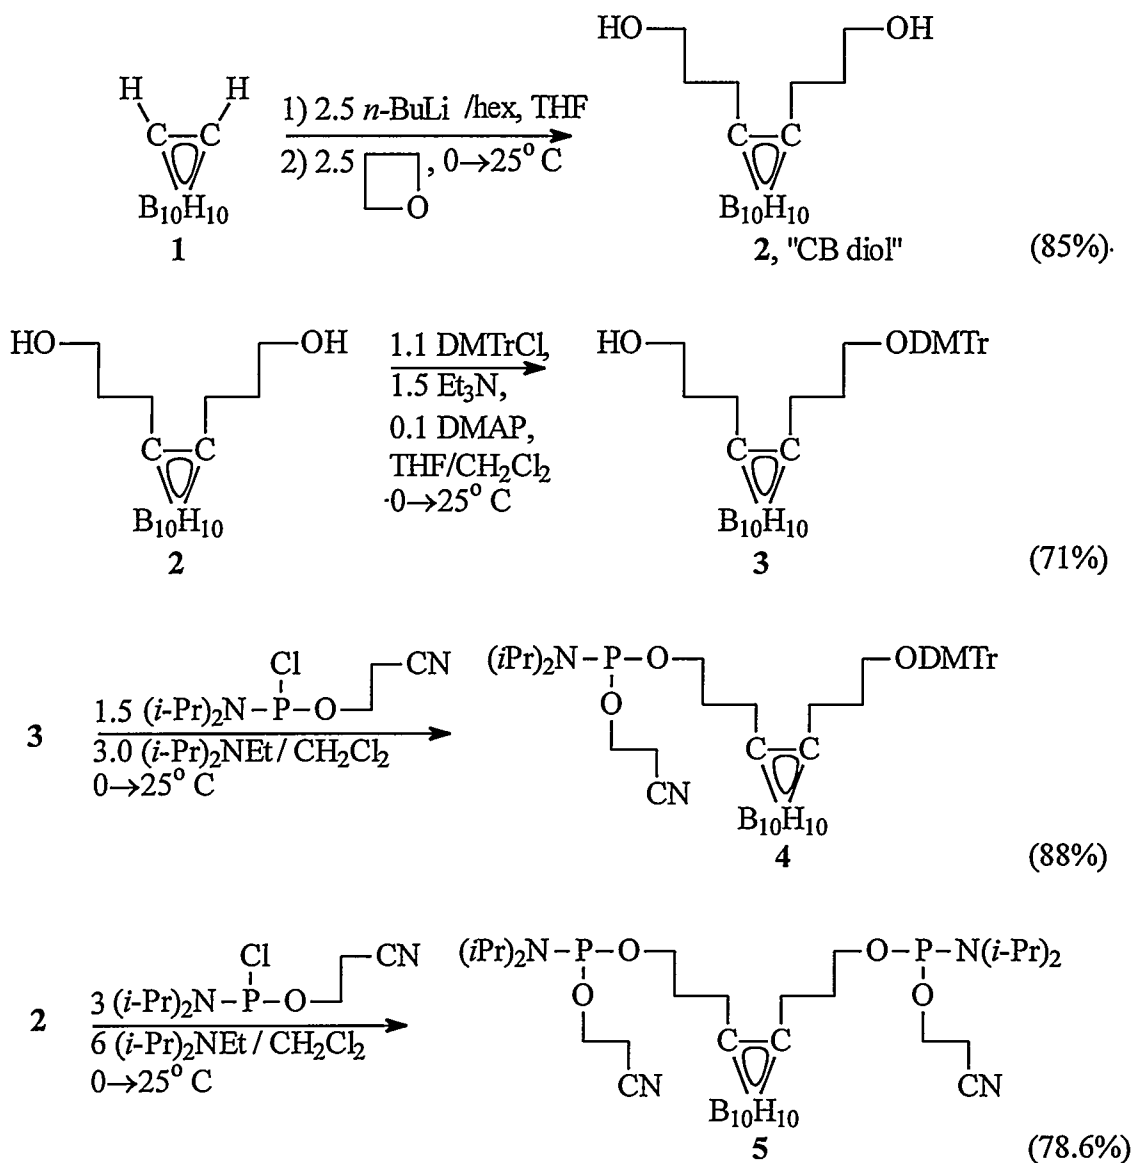 HO OH
H H
1) 2.5 n-BuLi /hex, THF
C C
2) 2.5 O , 0→25° C
C C
B₁₀H₁₀
B₁₀H₁₀
1
2, "CB diol" (85%)
HO OH
1.1 DMTrCl,
HO ODMTr
1.5 Et₃N,
0.1 DMAP,
C C
C C
THF/CH₂Cl₂
0→25° C
B₁₀H₁₀
B₁₀H₁₀
2
3 (71%)
Cl
CN
(iPr)₂N–P–O ODMTr
3
1.5 (i-Pr)₂N–P–O
O
3.0 (i-Pr)₂NEt / CH₂Cl₂
C C
0→25° C
CN
B₁₀H₁₀
4 (88%)
Cl
CN
(iPr)₂N–P–O O–P–N(i-Pr)₂
2
3 (i-Pr)₂N–P–O
O O
6 (i-Pr)₂NEt / CH₂Cl₂
C C
0→25° C
CN CN
B₁₀H₁₀
5 (78.6%)